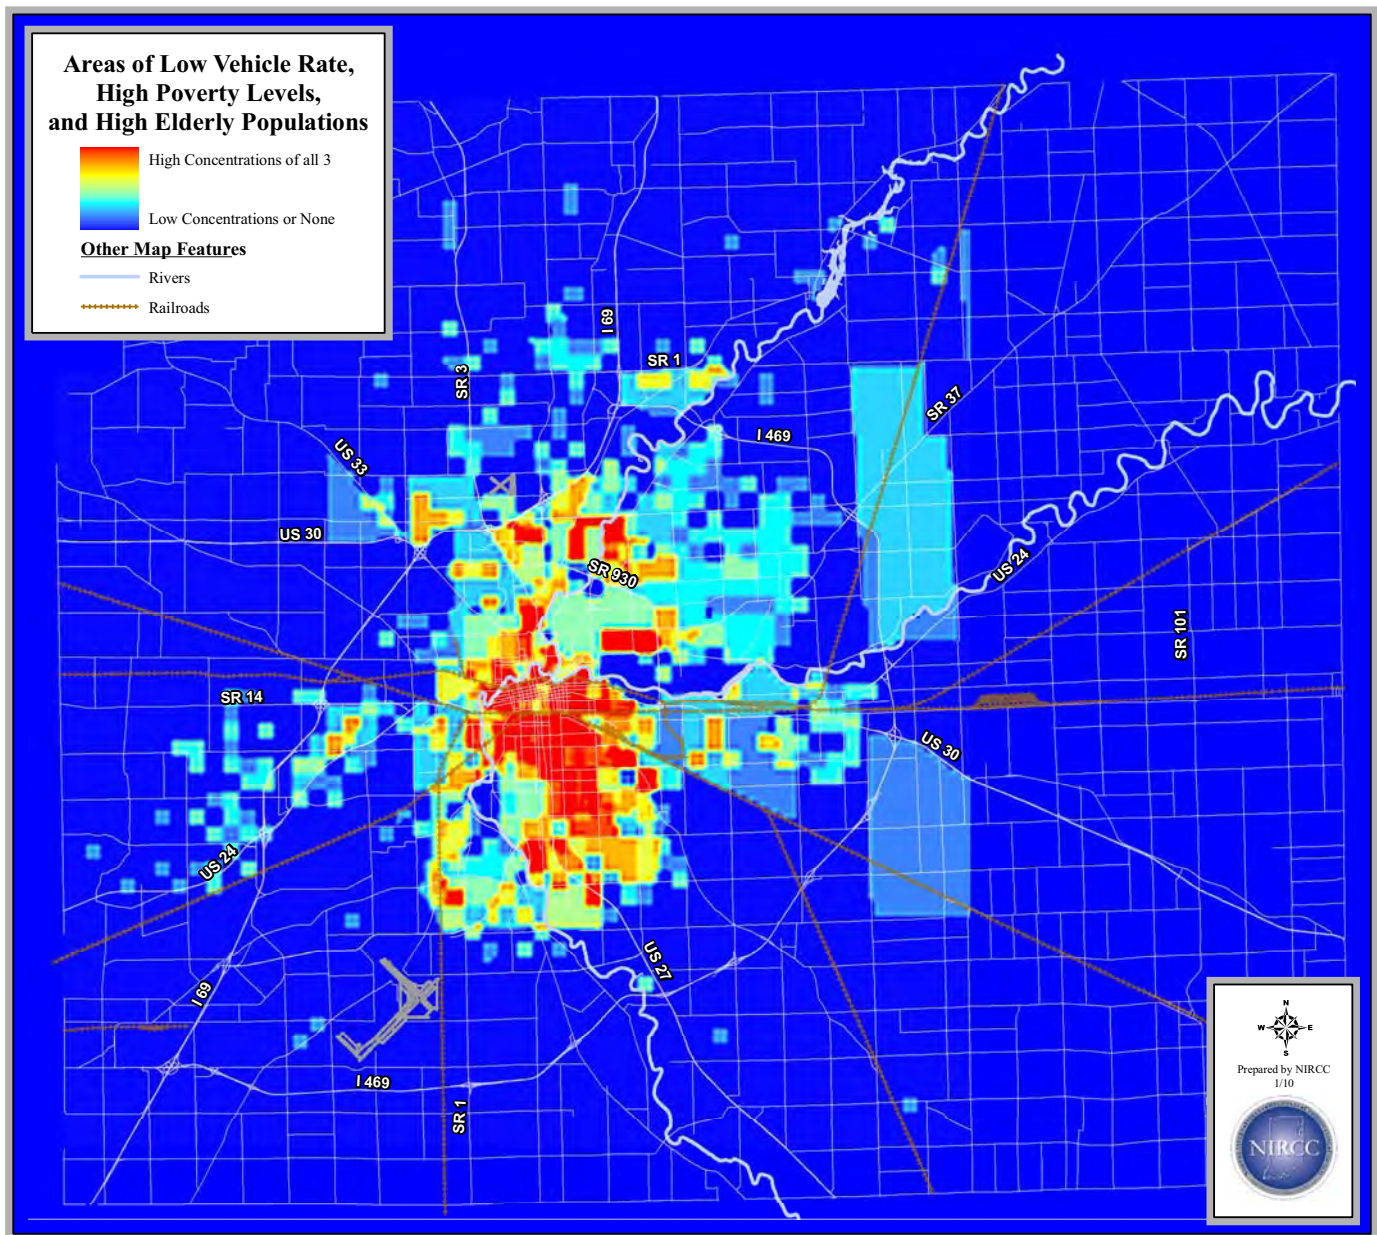 Areas of Low Vehicle Rate,
High Poverty Levels,
and High Elderly Populations
High Concentrations of all 3
Low Concentrations or None
Other Map Features
Rivers
Railroads
I 69
SR 1
SR 3
SR 37
I 469
US 33
US 30
SR 930
US 24
SR 101
SR 14
US 30
US 24
US 27
I 69
I 469
SR 1
N
W E
S
Prepared by NIRCC
1/10
NIRCC